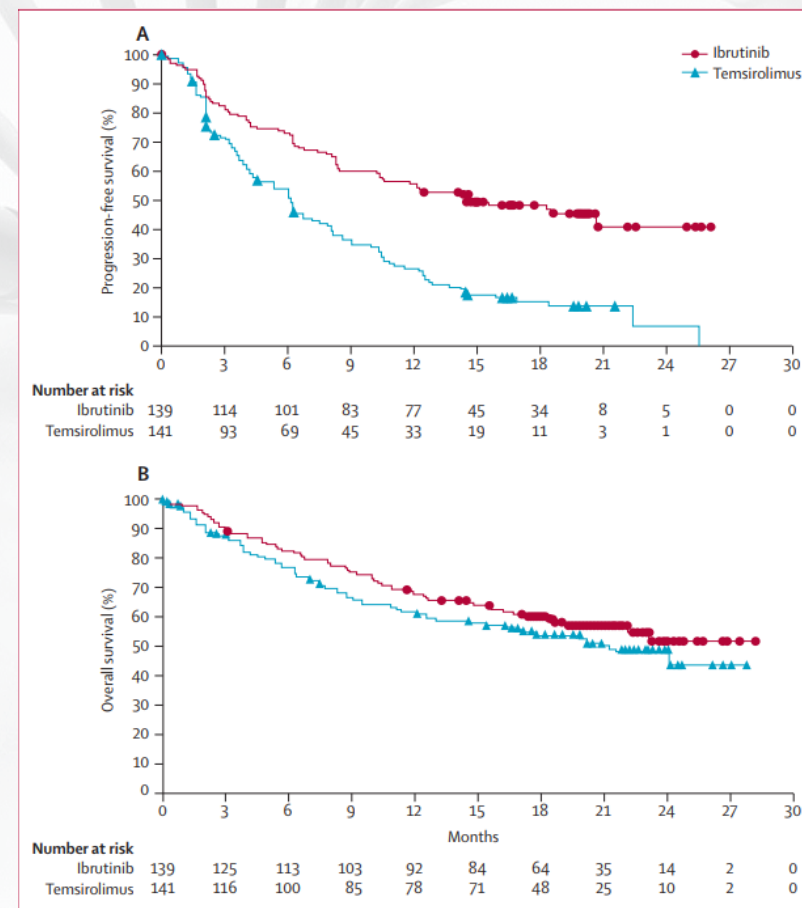 A
Ibrutinib
Temsirolimus
Progression-free survival (%)
100
90
80
70
60
50
40
30
20
10
0
0 3 6 9 12 15 18 21 24 27 30
Number at risk
Ibrutinib 139 114 101 83 77 45 34 8 5 0 0
Temsirolimus 141 93 69 45 33 19 11 3 1 0 0
B
Overall survival (%)
100
90
80
70
60
50
40
30
20
10
0
0 3 6 9 12 15 18 21 24 27 30
Months
Number at risk
Ibrutinib 139 125 113 103 92 84 64 35 14 2 0
Temsirolimus 141 116 100 85 78 71 48 25 10 2 0